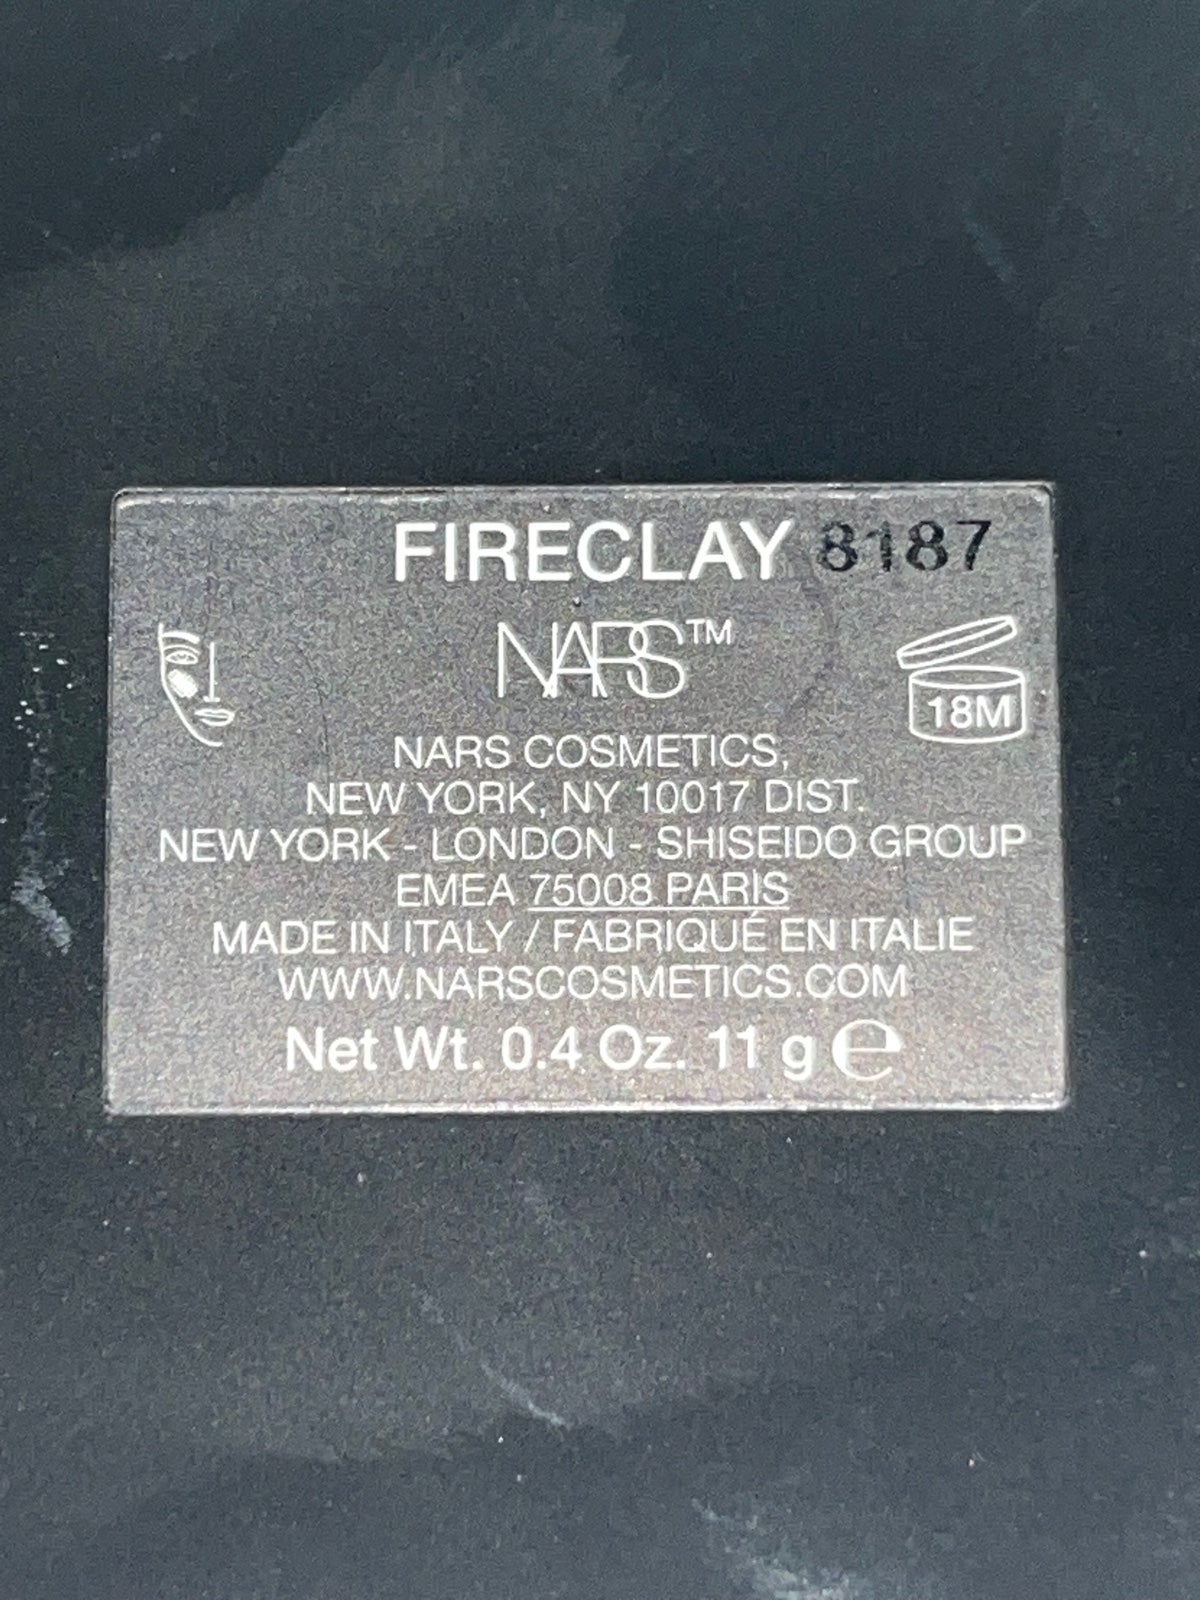 FIRECLAY 8187
NARS™
18M
NARS COSMETICS,
NEW YORK, NY 10017 DIST.
NEW YORK - LONDON - SHISEIDO GROUP
EMEA 75008 PARIS
MADE IN ITALY / FABRIQUÉ EN ITALIE
WWW.NARSCOSMETICS.COM
Net Wt. 0.4 Oz. 11 g ℮